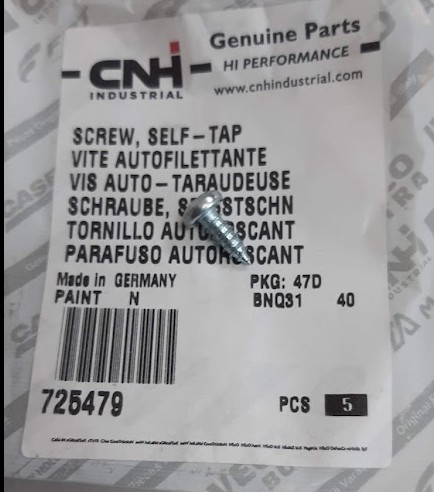 Genuine Parts
CNH
INDUSTRIAL
HI PERFORMANCE
www.cnhindustrial.com
SCREW, SELF-TAP
VITE AUTOFILETTANTE
VIS AUTO-TARAUDEUSE
SCHRAUBE,
TORNILLO
PARAFUSO
Made in GERMANY PKG: 47D
PAINT N BNQ31 40
725479 PCS 5